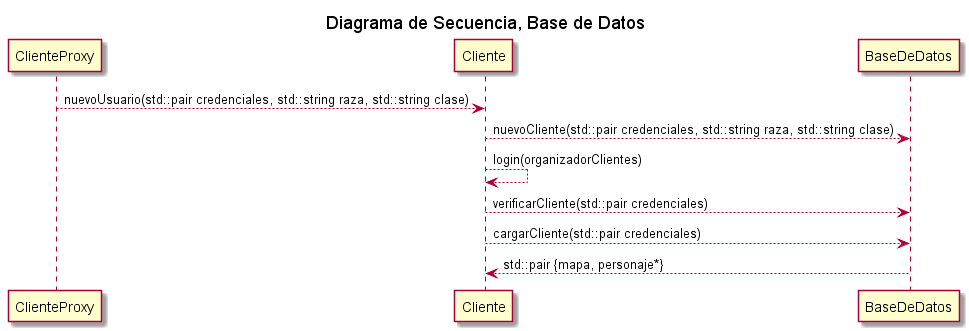 Diagrama de Secuencia, Base de Datos
ClienteProxy
Cliente
BaseDeDatos
nuevoUsuario(std::pair credenciales, std::string raza, std::string clase)
nuevoCliente(std::pair credenciales, std::string raza, std::string clase)
login(organizadorClientes)
verificarCliente(std::pair credenciales)
cargarCliente(std::pair credenciales)
std::pair {mapa, personaje*}
ClienteProxy
Cliente
BaseDeDatos